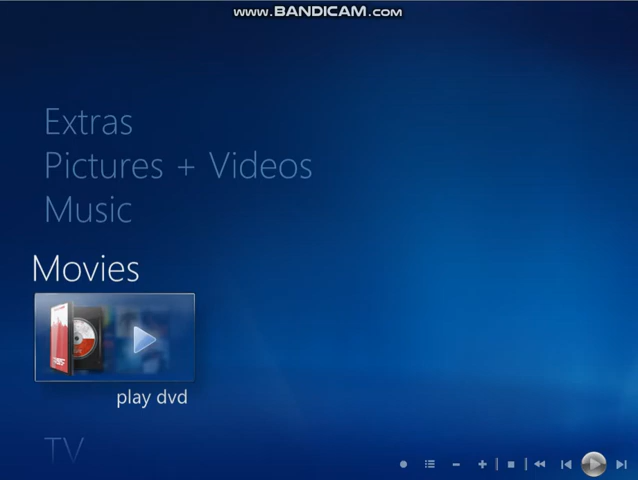 www.BANDICAM.com
Extras
Pictures + Videos
Music
Movies
play dvd
TV